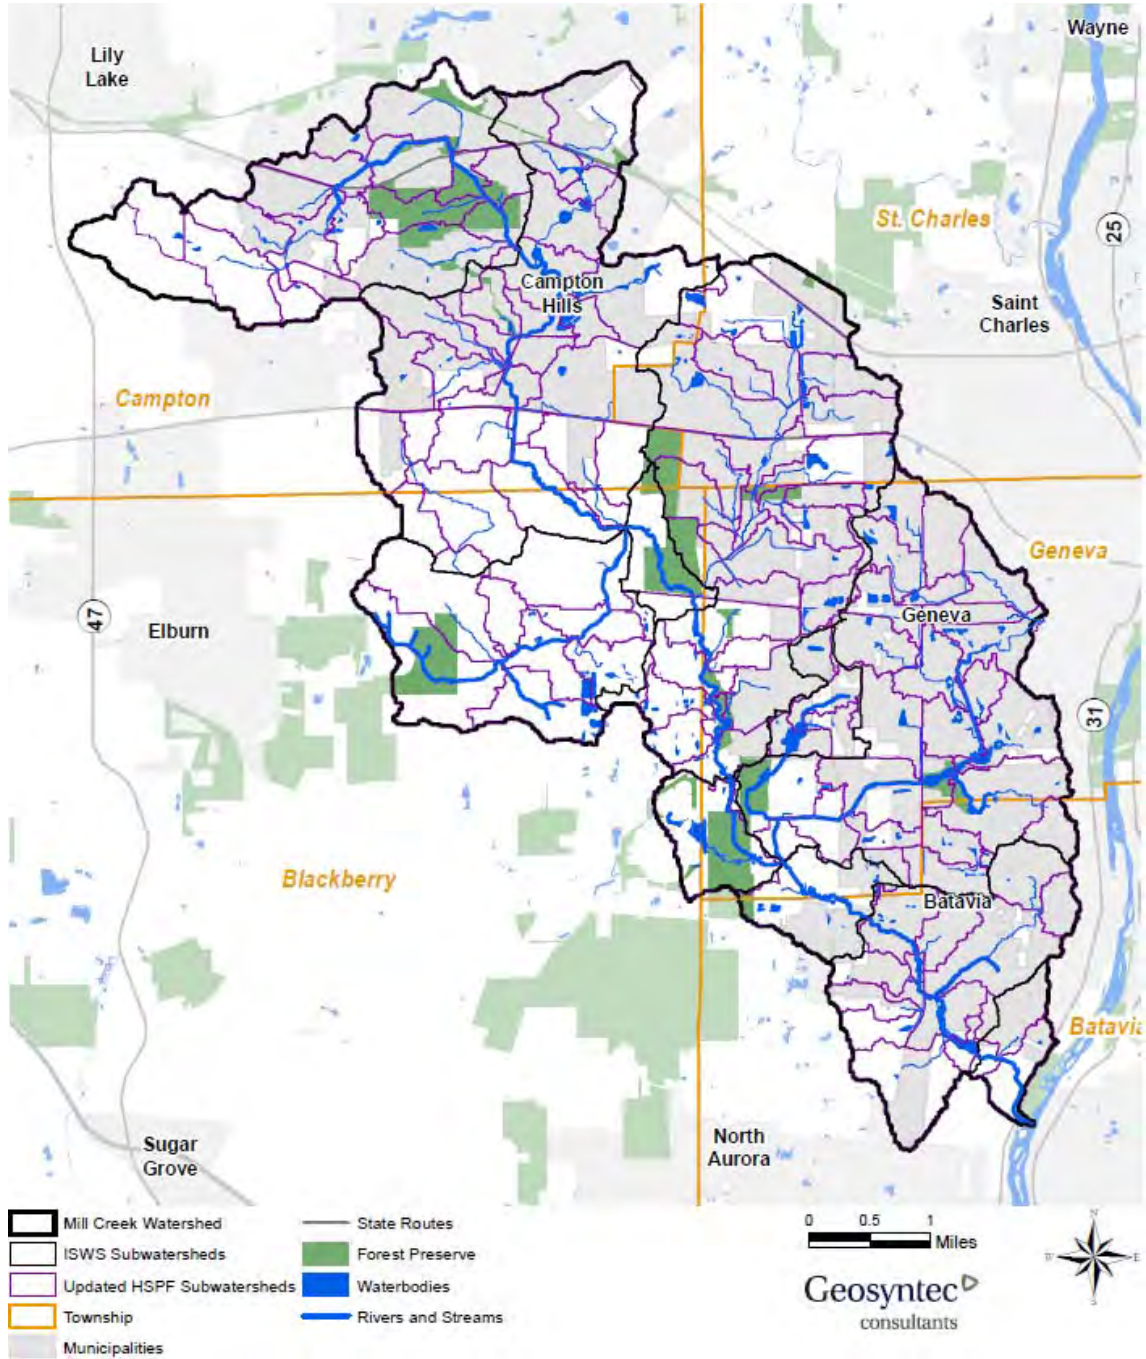 Wayne
Lily
Lake
St. Charles
25
Campton
Hills
Saint
Charles
Campton
Geneva
47
Elburn
Geneva
31
Blackberry
Batavia
Batavia
Sugar
Grove
North
Aurora
Mill Creek Watershed
ISWS Subwatersheds
Updated HSPF Subwatersheds
Township
Municipalities
State Routes
Forest Preserve
Waterbodies
Rivers and Streams
0 0.5 1
Miles
N
W E
S
Geosyntec
consultants